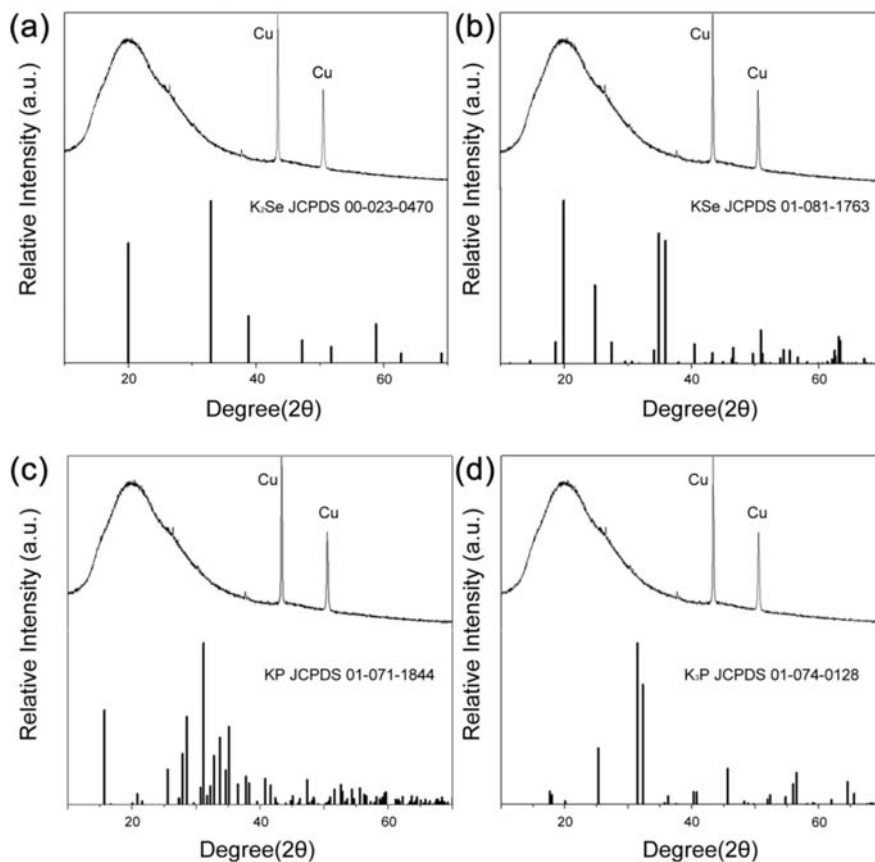 (a)
Cu
Cu
Relative Intensity (a.u.)
K₂Se JCPDS 00-023-0470
20 40 60
Degree(2θ)
(b)
Cu
Cu
Relative Intensity (a.u.)
KSe JCPDS 01-081-1763
20 40 60
Degree(2θ)
(c)
Cu
Cu
Relative Intensity (a.u.)
KP JCPDS 01-071-1844
20 40 60
Degree(2θ)
(d)
Cu
Cu
Relative Intensity (a.u.)
K₃P JCPDS 01-074-0128
20 40 60
Degree(2θ)